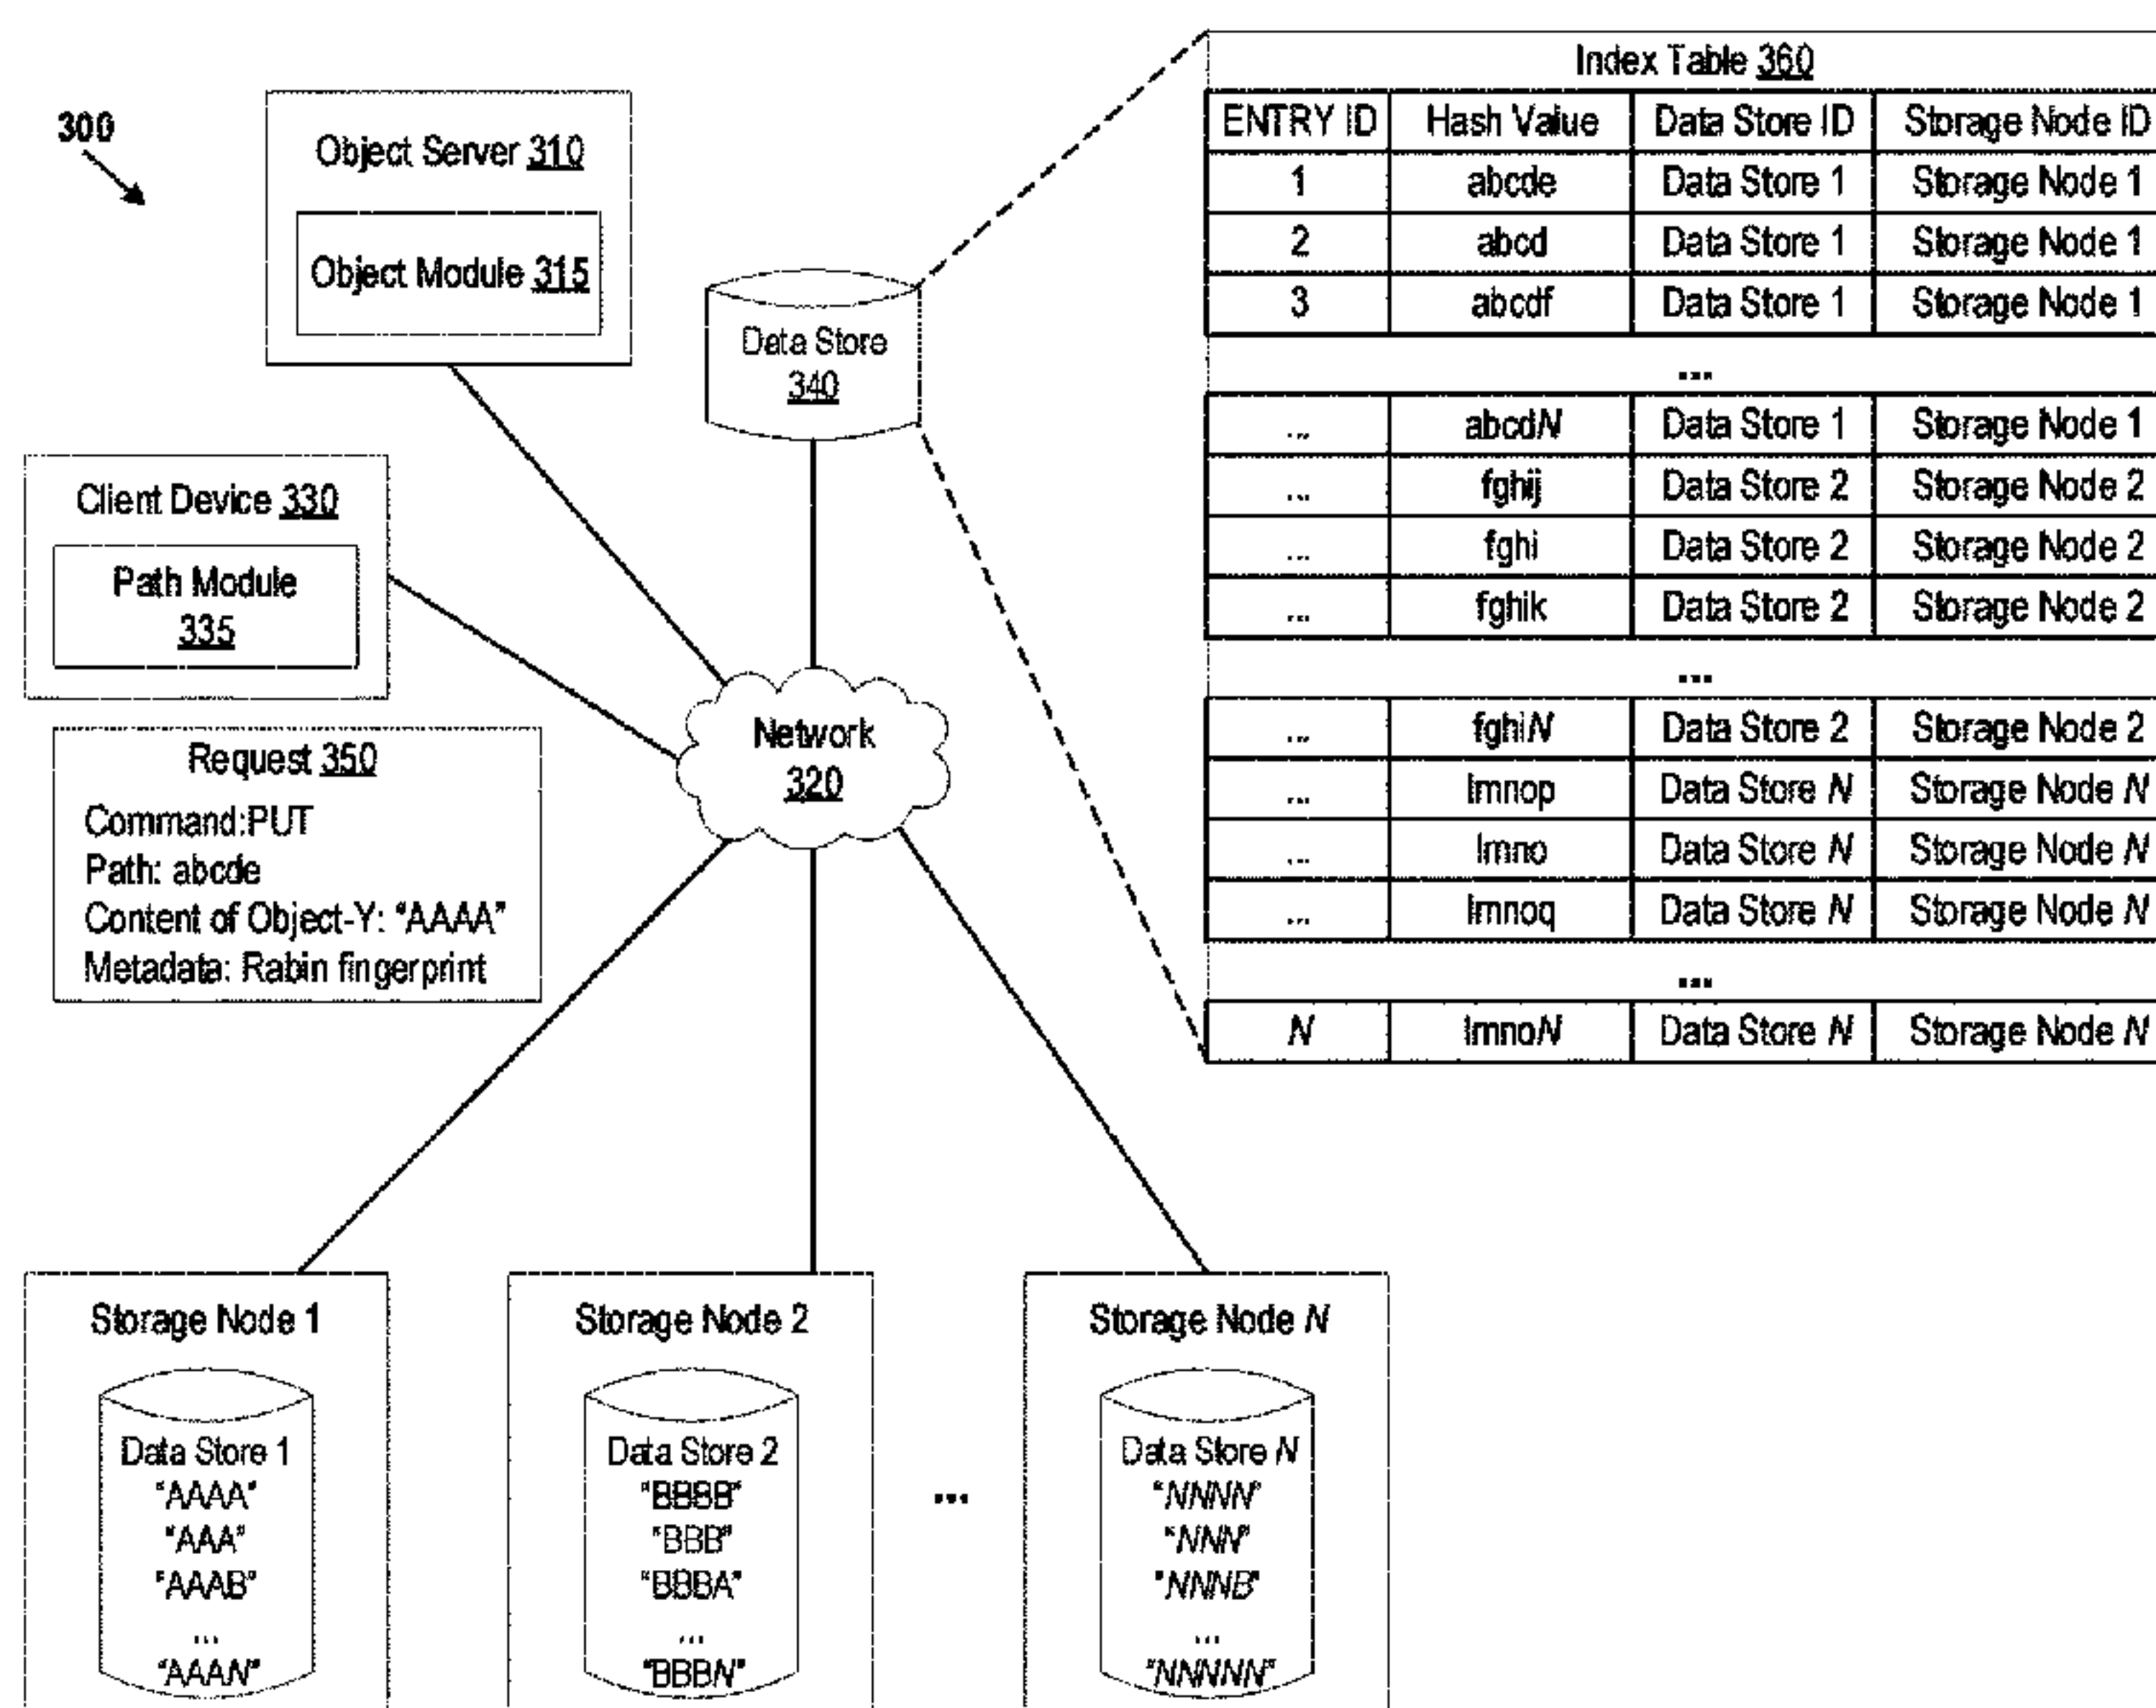 300
Object Server 310
Object Module 315
Data Store
340
Client Device 330
Path Module
335
Request 350
Command:PUT
Path: abcde
Content of Object-Y: "AAAA"
Metadata: Rabin fingerprint
Network
320
Index Table 360
ENTRY ID Hash Value Data Store ID Storage Node ID
1 abcde Data Store 1 Storage Node 1
2 abcd Data Store 1 Storage Node 1
3 abcdf Data Store 1 Storage Node 1
...
... abcdN Data Store 1 Storage Node 1
... fghij Data Store 2 Storage Node 2
... fghi Data Store 2 Storage Node 2
... fghik Data Store 2 Storage Node 2
...
... fghiN Data Store 2 Storage Node 2
... lmnop Data Store N Storage Node N
... lmno Data Store N Storage Node N
... lmnoq Data Store N Storage Node N
...
N lmnoN Data Store N Storage Node N
Storage Node 1
Data Store 1
"AAAA"
"AAA"
"AAAB"
...
"AAAN"
Storage Node 2
Data Store 2
"BBBB"
"BBB"
"BBBA"
...
"BBBN"
...
Storage Node N
Data Store N
"NNNN"
"NNN"
"NNNB"
...
"NNNNN"